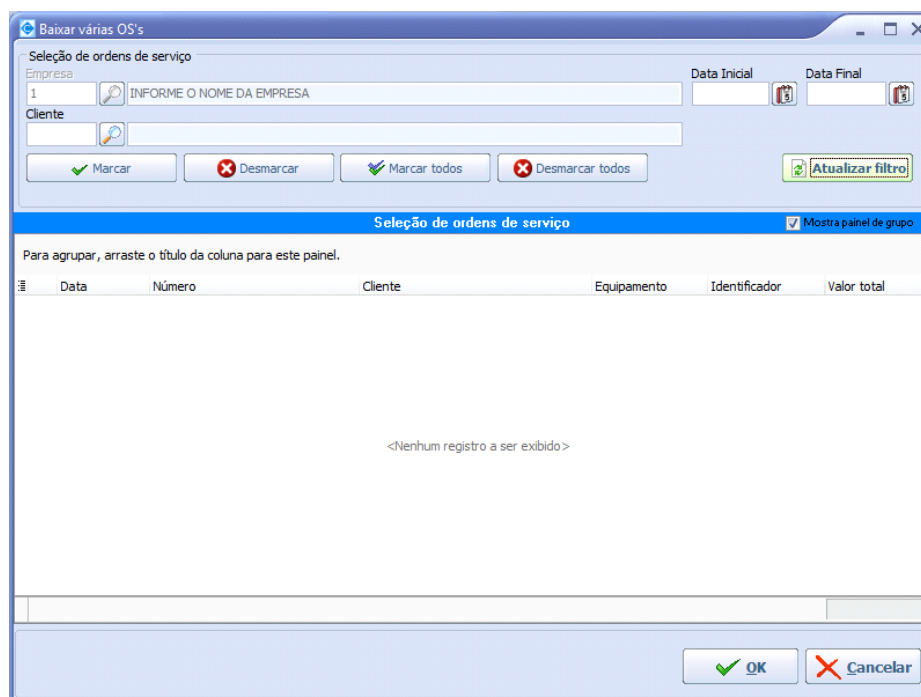 Baixar várias OS's
Seleção de ordens de serviço
Empresa
Data Inicial
Data Final
1
INFORME O NOME DA EMPRESA
Cliente
Marcar
Desmarcar
Marcar todos
Desmarcar todos
Atualizar filtro
Seleção de ordens de serviço
Mostra painel de grupo
Para agrupar, arraste o título da coluna para este painel.
Data Número Cliente Equipamento Identificador Valor total
<Nenhum registro a ser exibido>
OK
Cancelar